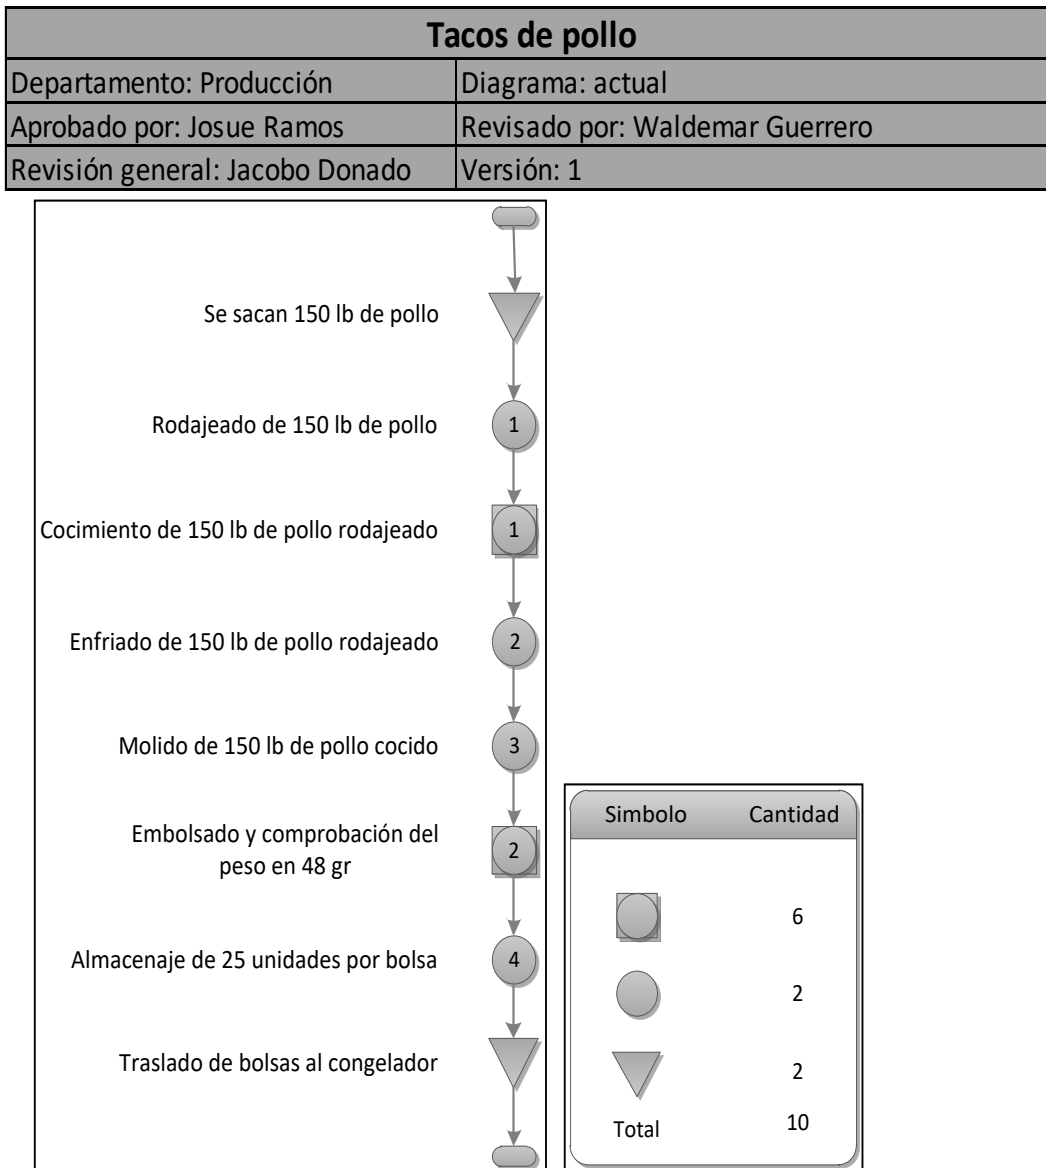 Tacos de pollo
Departamento: Producción
Diagrama: actual
Aprobado por: Josue Ramos
Revisado por: Waldemar Guerrero
Revisión general: Jacobo Donado
Versión: 1
Se sacan 150 lb de pollo
Rodajeado de 150 lb de pollo
1
Cocimiento de 150 lb de pollo rodajeado
1
Enfriado de 150 lb de pollo rodajeado
2
Molido de 150 lb de pollo cocido
3
Embolsado y comprobación del
peso en 48 gr
2
Almacenaje de 25 unidades por bolsa
4
Traslado de bolsas al congelador
Simbolo
Cantidad
6
2
2
Total
10